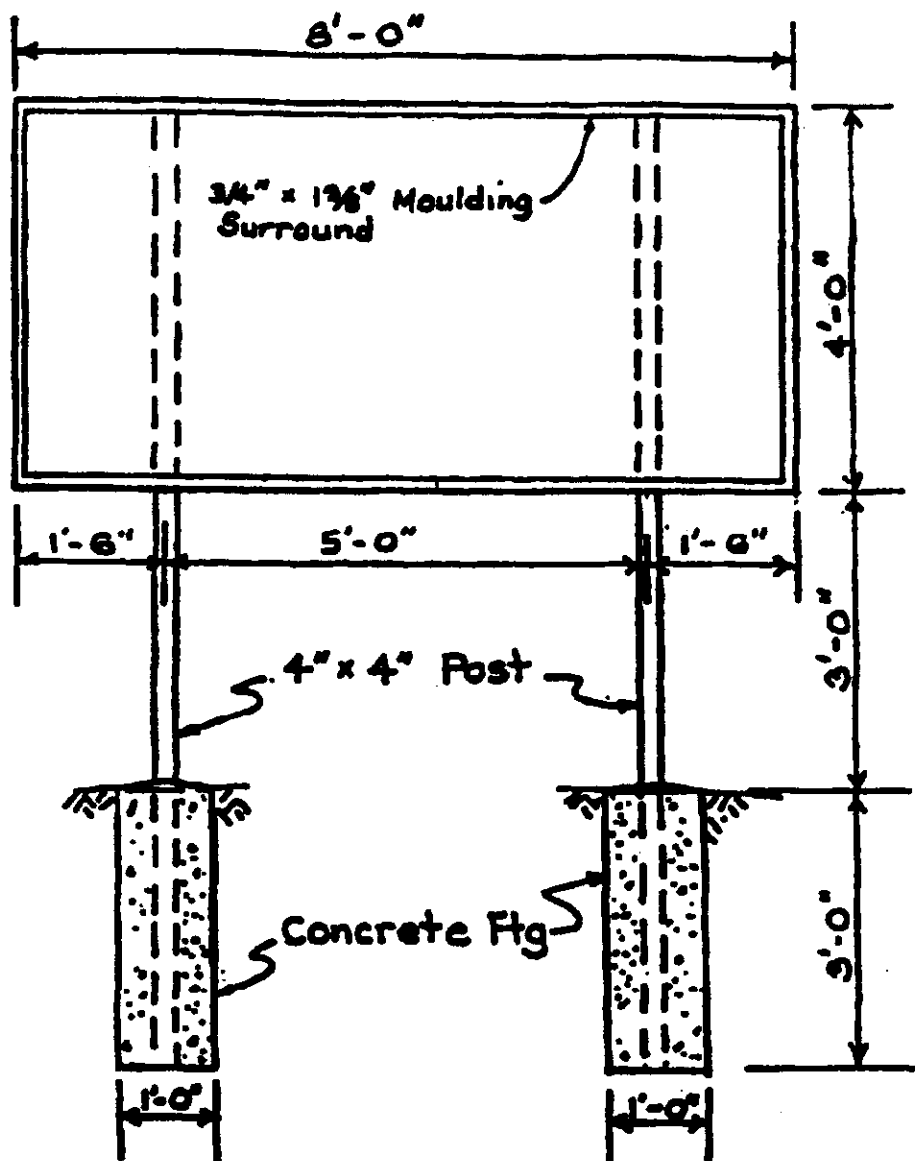 8'-0"
3/4" x 1 3/8" Moulding
Surround
4'-0"
1'-6"
5'-0"
1'-6"
3'-0"
4" x 4" Post
Concrete Ftg
3'-0"
1'-0"
1'-0"